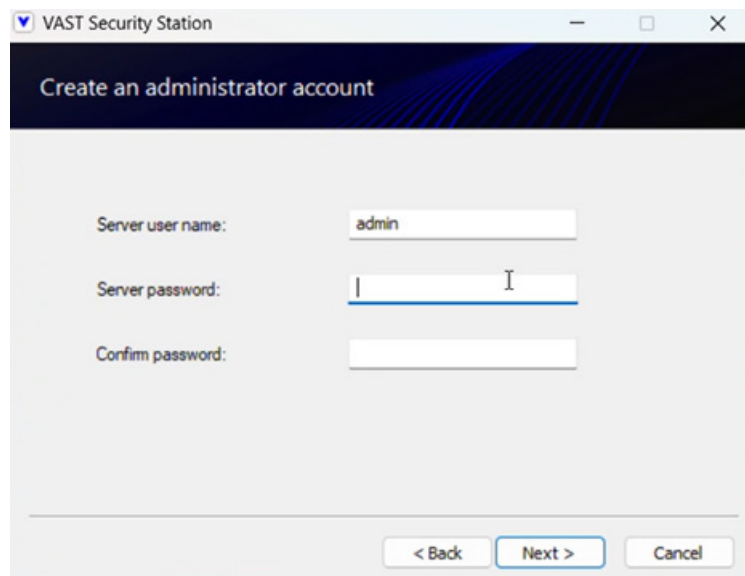 VAST Security Station
Create an administrator account
Server user name: admin
Server password:
Confirm password:
< Back Next > Cancel